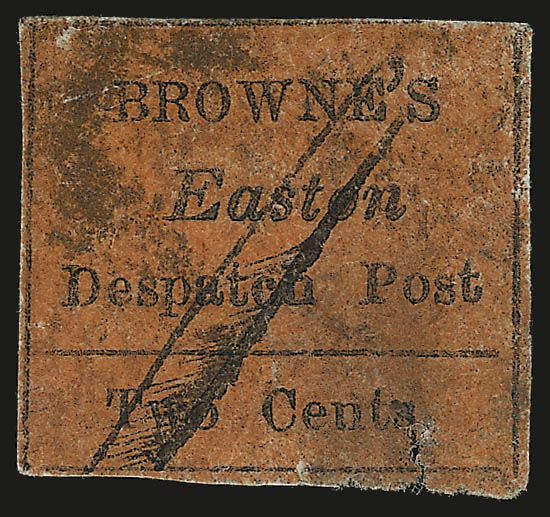 BROWNE'S
Easton
Despatch Post
Two Cents